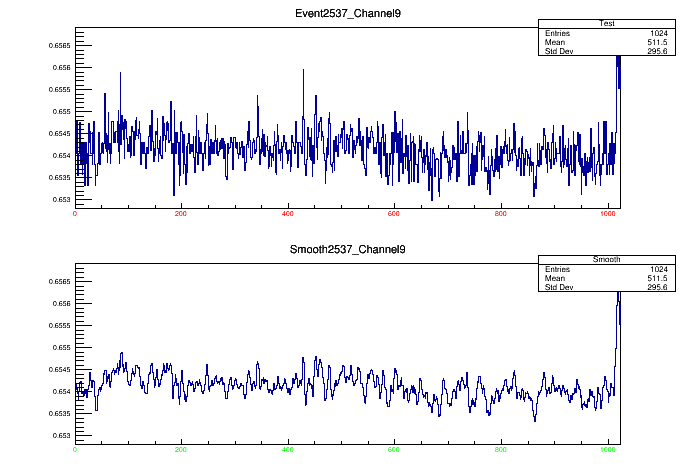 Event2537_Channel9
Test
Entries 1024
Mean 511.5
Std Dev 295.6
0.6565
0.656
0.6555
0.655
0.6545
0.654
0.6535
0.653
0 200 400 600 800 1000
Smooth2537_Channel9
Smooth
Entries 1024
Mean 511.5
Std Dev 295.6
0.6565
0.656
0.6555
0.655
0.6545
0.654
0.6535
0.653
0 200 400 600 800 1000